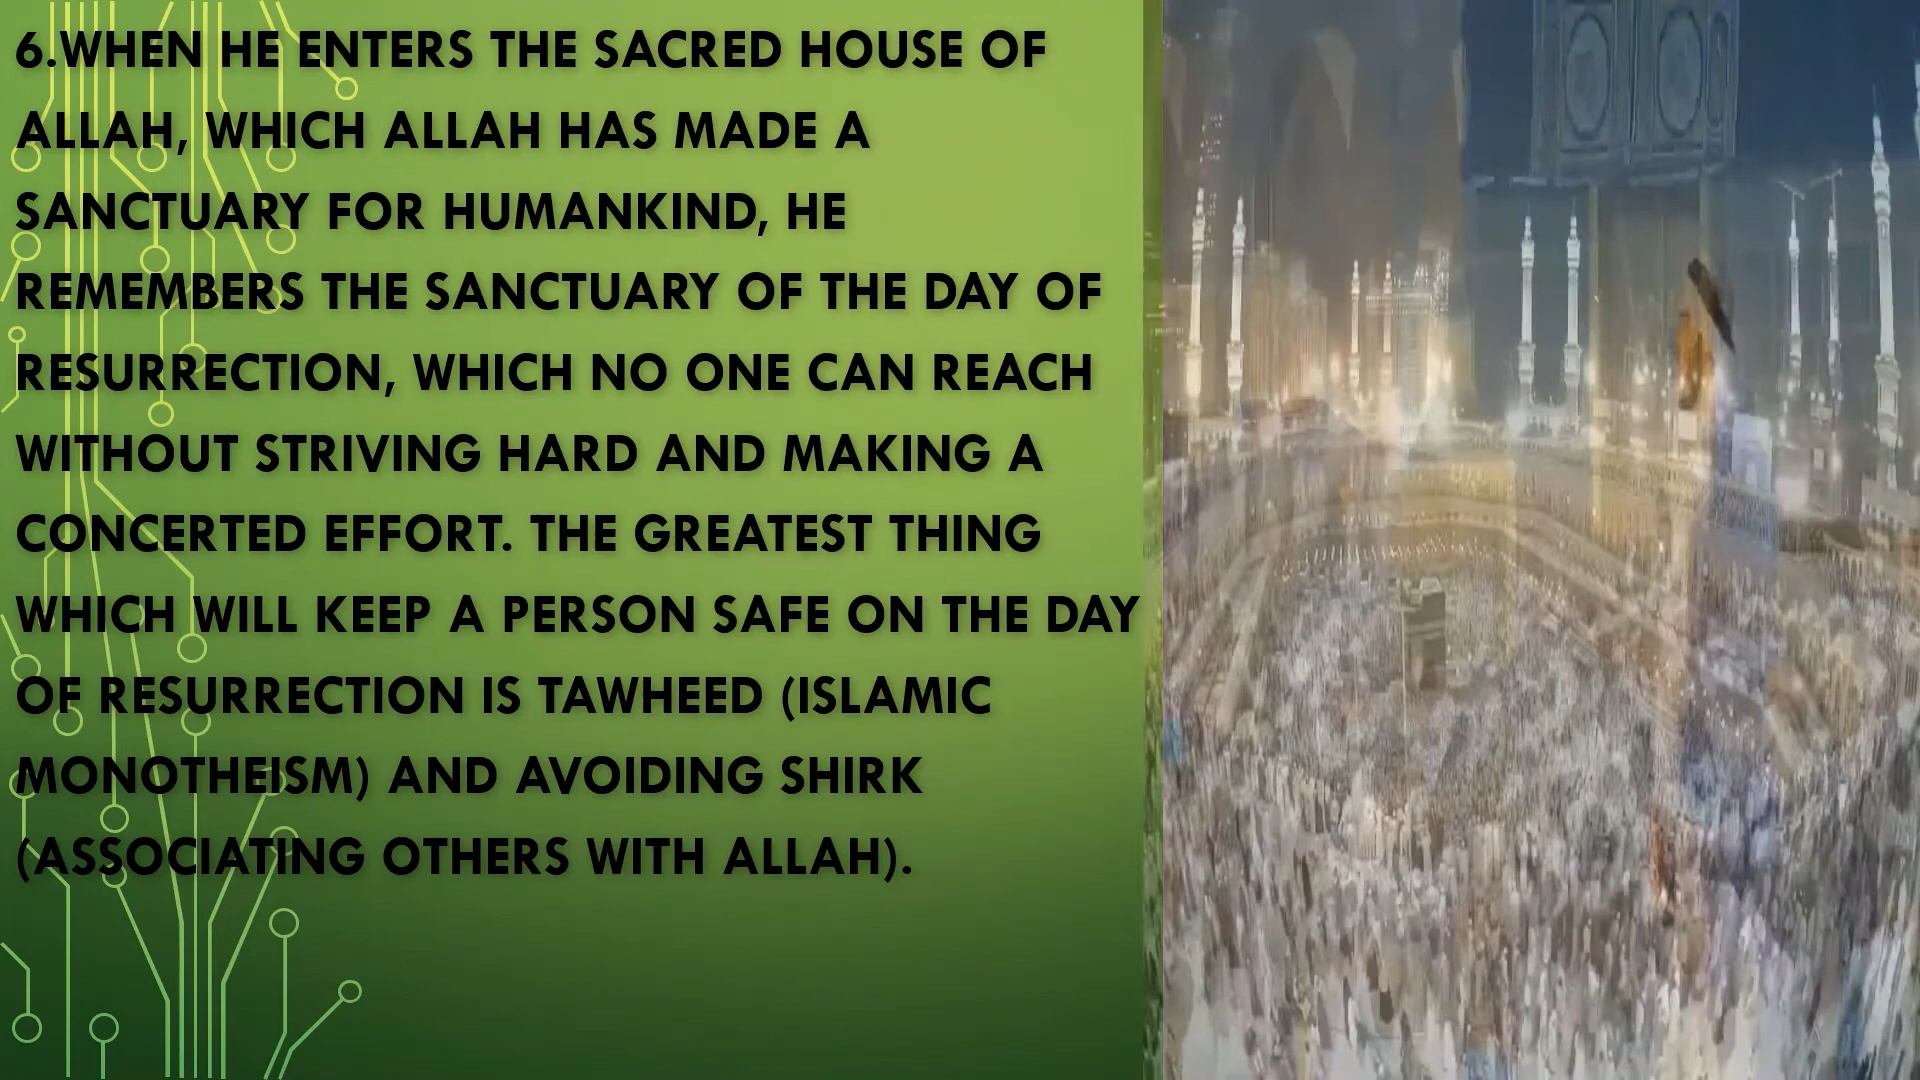 6.WHEN HE ENTERS THE SACRED HOUSE OF
ALLAH, WHICH ALLAH HAS MADE A
SANCTUARY FOR HUMANKIND, HE
REMEMBERS THE SANCTUARY OF THE DAY OF
RESURRECTION, WHICH NO ONE CAN REACH
WITHOUT STRIVING HARD AND MAKING A
CONCERTED EFFORT. THE GREATEST THING
WHICH WILL KEEP A PERSON SAFE ON THE DAY
OF RESURRECTION IS TAWHEED (ISLAMIC
MONOTHEISM) AND AVOIDING SHIRK
(ASSOCIATING OTHERS WITH ALLAH).